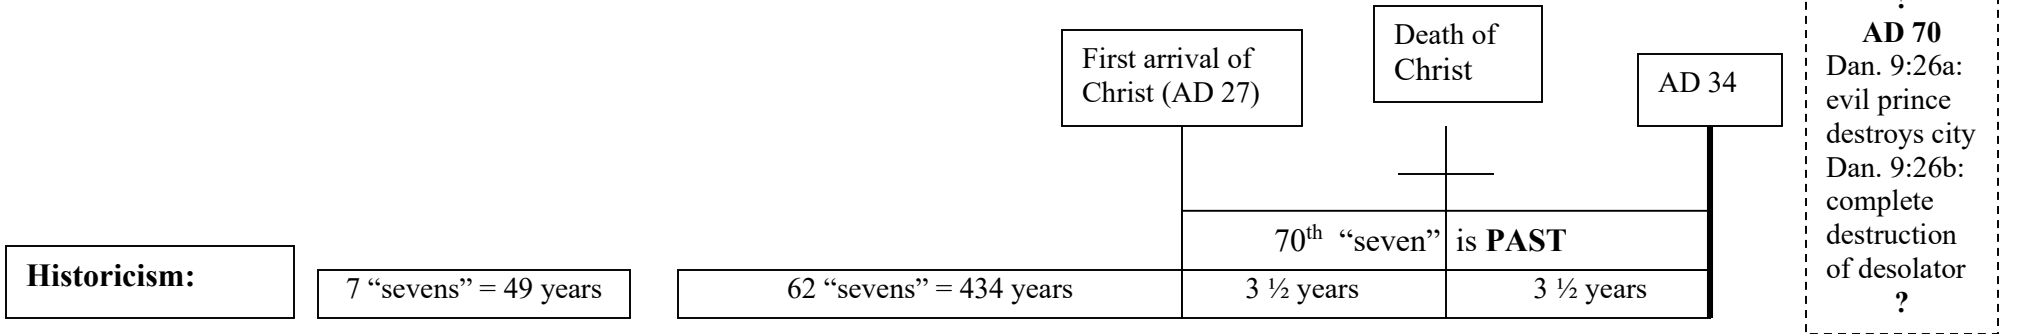 First arrival of
Christ (AD 27)
Death of
Christ
AD 34
?
AD 70
Dan. 9:26a:
evil prince
destroys city
Dan. 9:26b:
complete
destruction
of desolator
?
70th “seven” is PAST
Historicism:
7 “sevens” = 49 years
62 “sevens” = 434 years
3 ½ years
3 ½ years